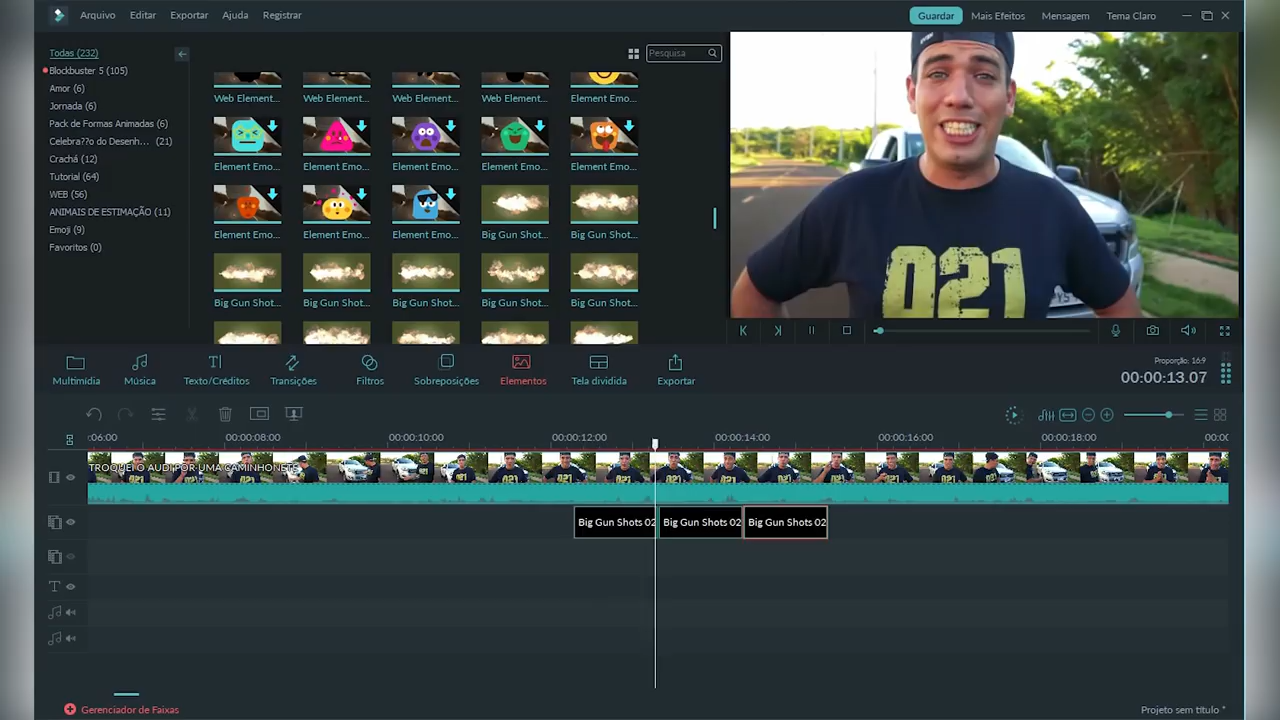 Arquivo Editar Exportar Ajuda Registrar Guardar Mais Efeitos Mensagem Tema Claro
Todas (232)
Blockbuster 5 (105)
Amor (6)
Jornada (6)
Pack de Formas Animadas (6)
Celebra??o do Desenh... (21)
Crachá (12)
Tutorial (64)
WEB (56)
ANIMAIS DE ESTIMAÇÃO (11)
Emoji (9)
Favoritos (0)
Pesquisa
Web Element... Web Element... Web Element... Web Element... Element Emo...
Element Emo... Element Emo... Element Emo... Element Emo... Element Emo...
Element Emo... Element Emo... Element Emo... Big Gun Shot... Big Gun Shot...
Big Gun Shot... Big Gun Shot... Big Gun Shot... Big Gun Shot... Big Gun Shot...
021
Multimídia Música Texto/Créditos Transições Filtros Sobreposições Elementos Tela dividida Exportar
Proporção: 16:9
00:00:13.07
:06:00 00:00:08:00 00:00:10:00 00:00:12:00 00:00:14:00 00:00:16:00 00:00:18:00 00:00
TROQUEI O AUDI POR UMA CAMINHONETE
Big Gun Shots 02 Big Gun Shots 02 Big Gun Shots 02
Gerenciador de Faixas
Projeto sem título *